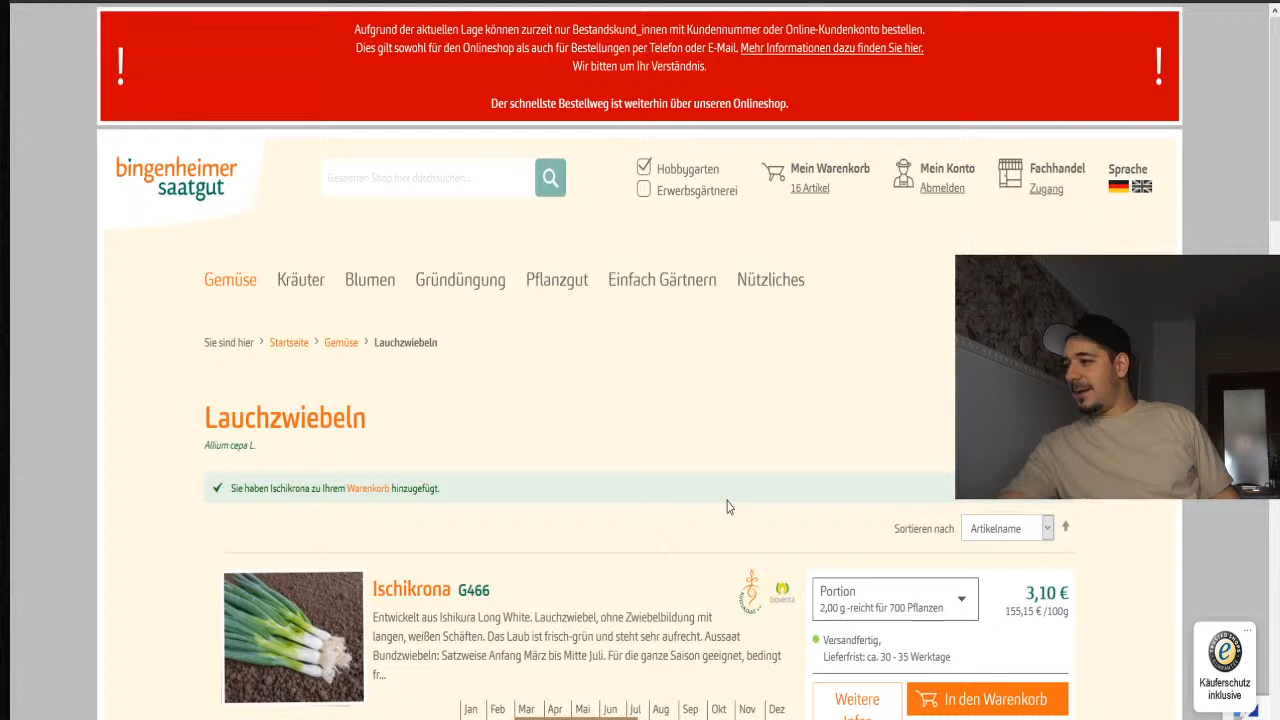 Aufgrund der aktuellen Lage können zurzeit nur Bestandskund_innen mit Kundennummer oder Online-Kundenkonto bestellen.
Dies gilt sowohl für den Onlineshop als auch für Bestellungen per Telefon oder E-Mail. Mehr Informationen dazu finden Sie hier.
Wir bitten um Ihr Verständnis.
!
!
Der schnellste Bestellweg ist weiterhin über unseren Onlineshop.
bingenheimer
saatgut
Gesamten Shop hier durchsuchen...
Hobbygarten
Erwerbsgärtnerei
Mein Warenkorb
16 Artikel
Mein Konto
Abmelden
Fachhandel
Zugang
Sprache
Gemüse Kräuter Blumen Gründüngung Pflanzgut Einfach Gärtnern Nützliches
Sie sind hier > Startseite > Gemüse > Lauchzwiebeln
Lauchzwiebeln
Allium cepa L.
Sie haben Ischikrona zu Ihrem Warenkorb hinzugefügt.
Sortieren nach Artikelname
Ischikrona G466
bioverita
Entwickelt aus Ishikura Long White. Lauchzwiebel, ohne Zwiebelbildung mit
langen, weißen Schäften. Das Laub ist frisch-grün und steht sehr aufrecht. Aussaat
Bundzwiebeln: Satzweise Anfang März bis Mitte Juli. Für die ganze Saison geeignet, bedingt
fr...
Jan Feb Mar Apr Mai Jun Jul Aug Sep Okt Nov Dez
Portion
2,00 g -reicht für 700 Pflanzen
3,10 €
155,15 € /100g
Versandfertig,
Lieferfrist: ca. 30 - 35 Werktage
Weitere
Infos
In den Warenkorb
Käuferschutz
inklusive